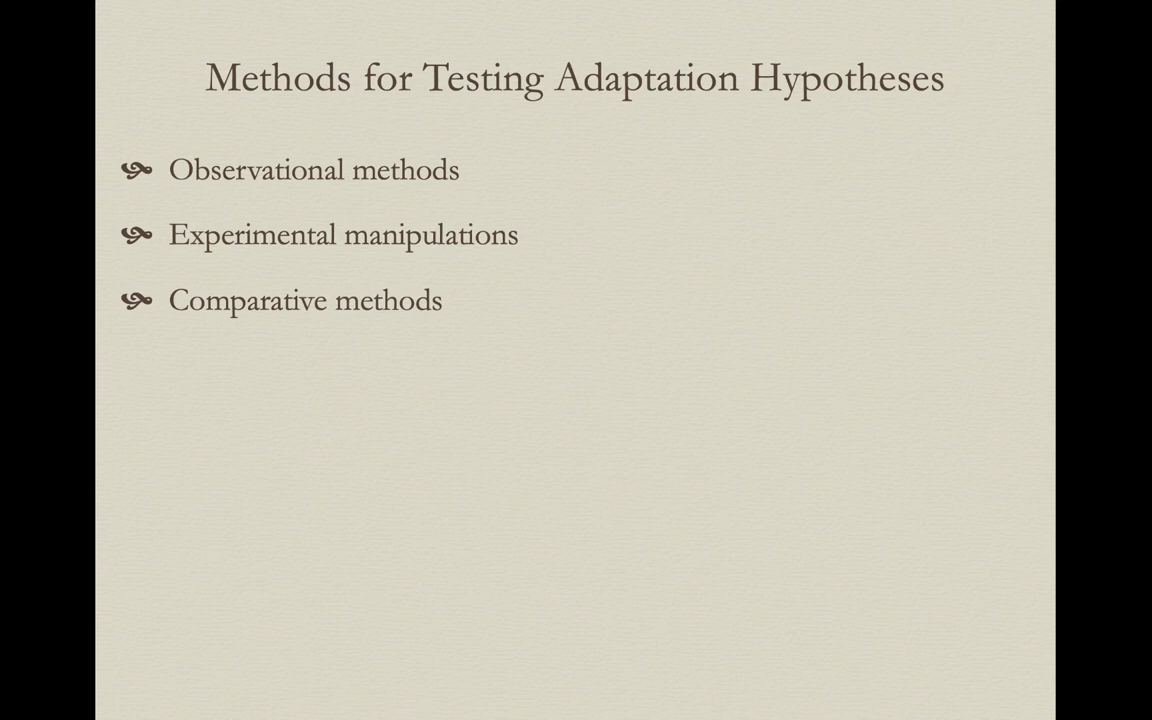 Methods for Testing Adaptation Hypotheses
Observational methods
Experimental manipulations
Comparative methods